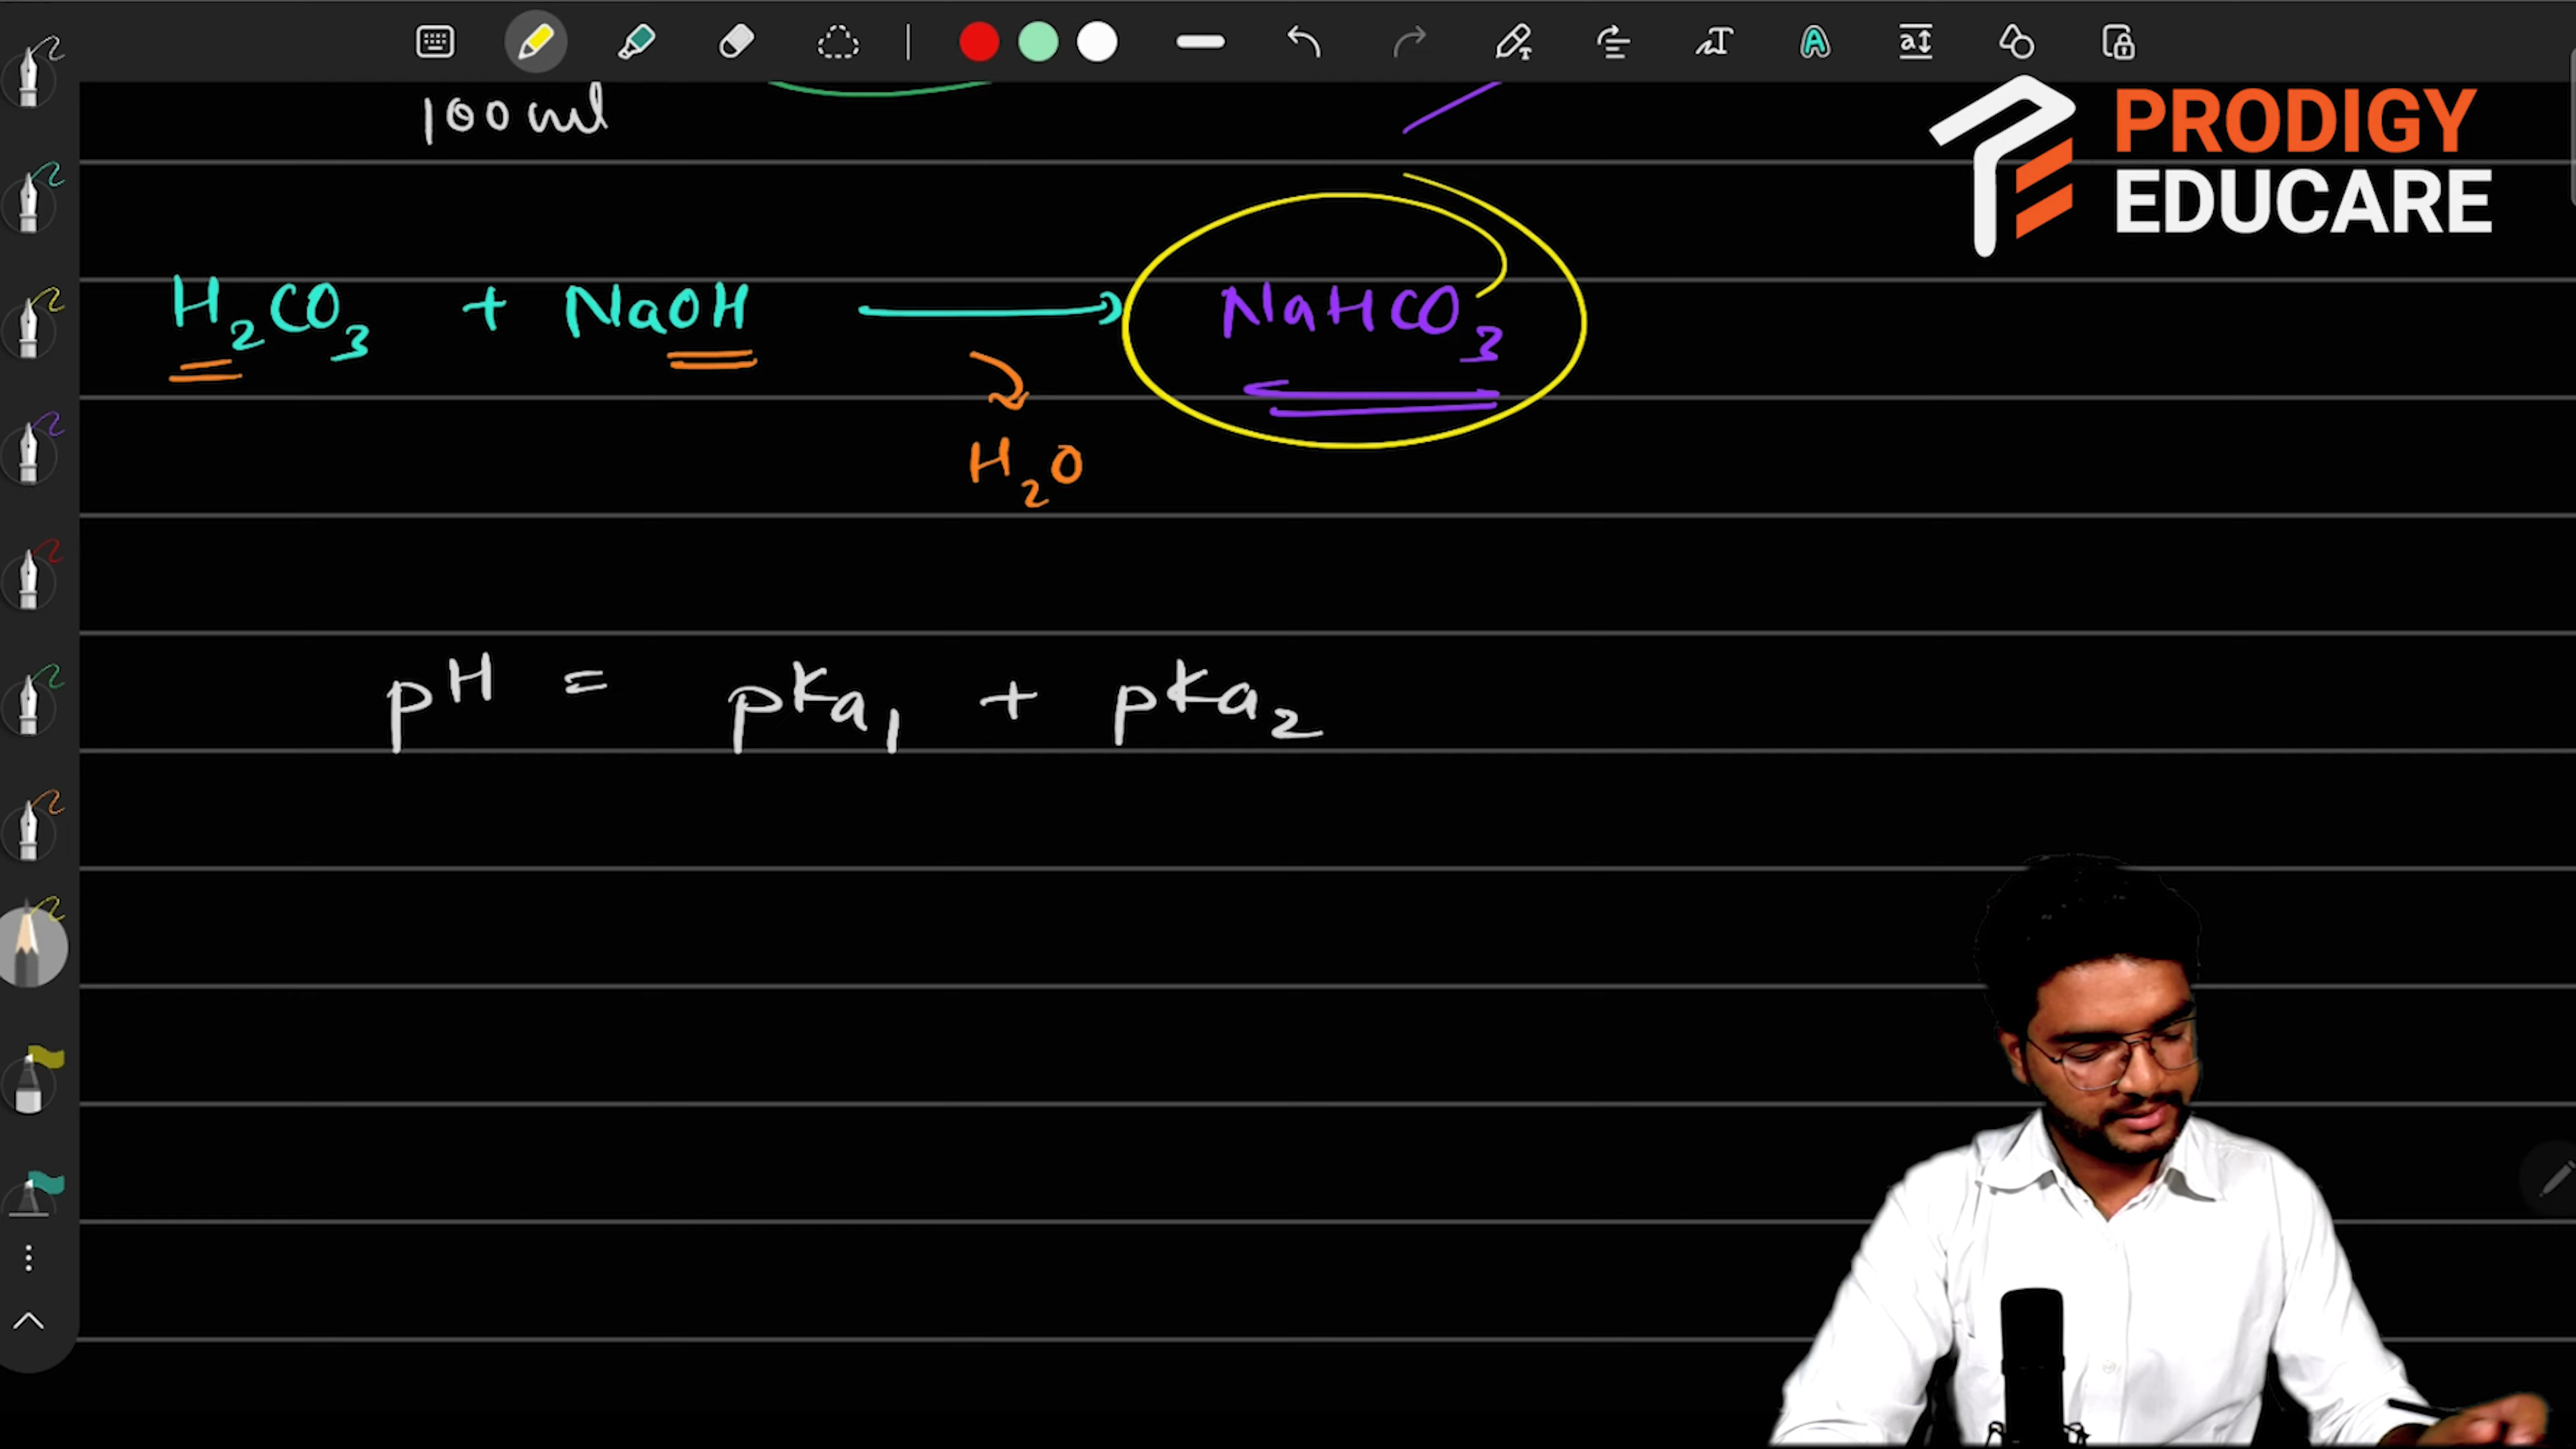 PRODIGY
EDUCARE
100 ml
H₂CO₃ + NaOH ⟶ NaHCO₃
H₂O
pH = pKa₁ + pKa₂